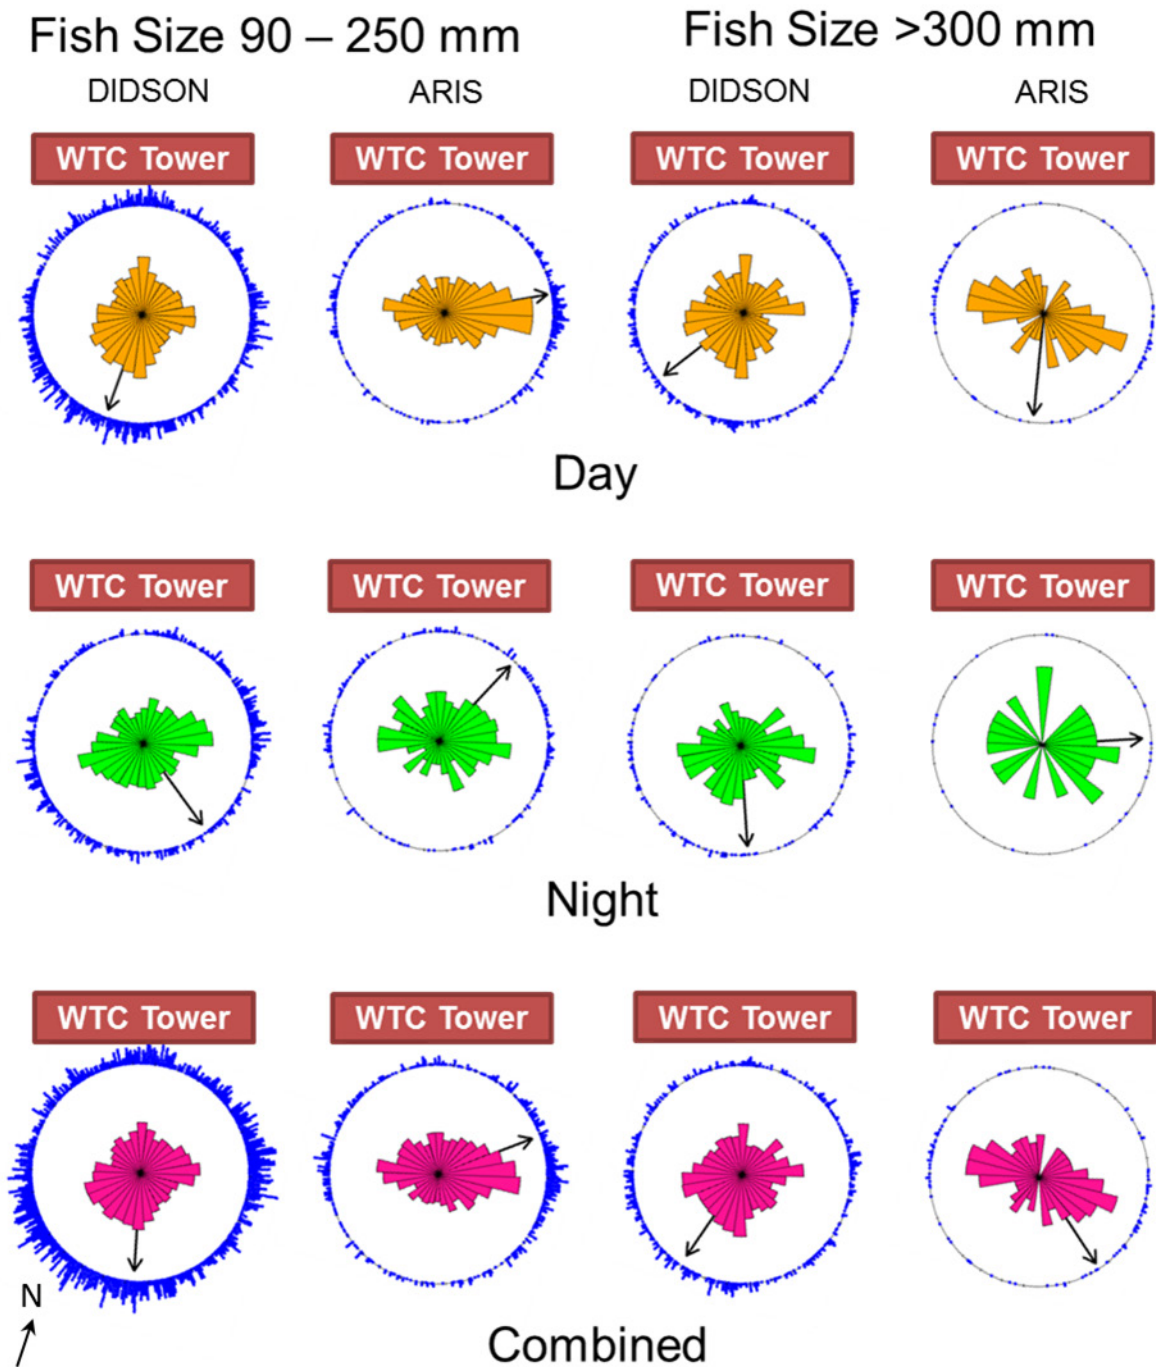 Fish Size 90 – 250 mm
Fish Size >300 mm
DIDSON
ARIS
DIDSON
ARIS
WTC Tower
WTC Tower
WTC Tower
WTC Tower
Day
WTC Tower
WTC Tower
WTC Tower
WTC Tower
Night
WTC Tower
WTC Tower
WTC Tower
WTC Tower
N
Combined